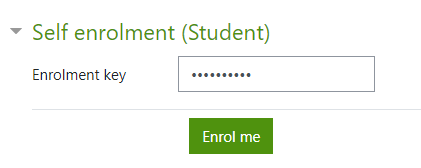 Self enrolment (Student)
Enrolment key ••••••••••
Enrol me